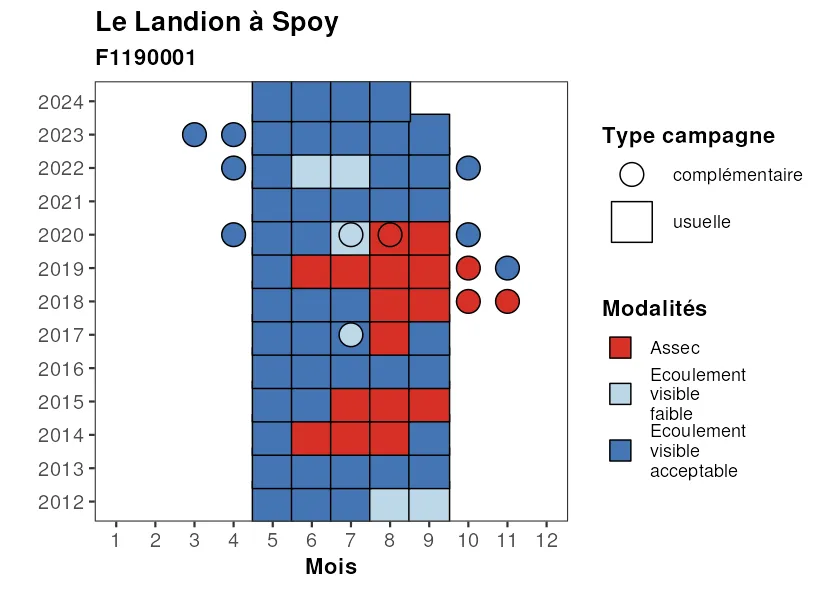 Le Landion à Spoy
F1190001
2024
2023
2022
2021
2020
2019
2018
2017
2016
2015
2014
2013
2012
1 2 3 4 5 6 7 8 9 10 11 12
Mois
Type campagne
complémentaire
usuelle
Modalités
Assec
Ecoulement
visible
faible
Ecoulement
visible
acceptable